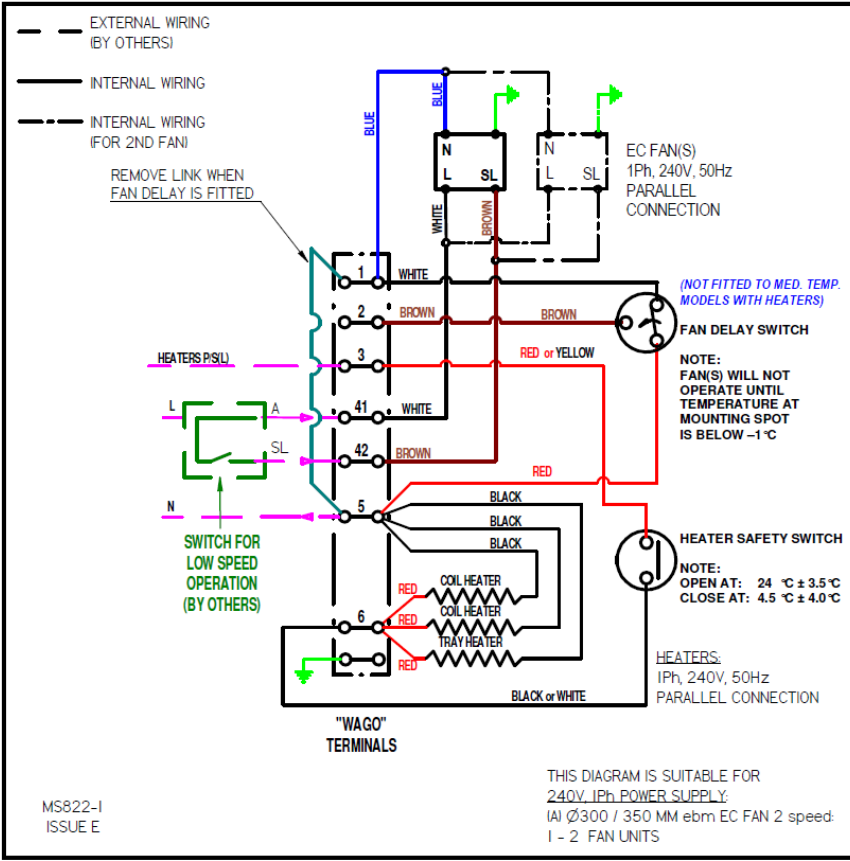 EXTERNAL WIRING
(BY OTHERS)
INTERNAL WIRING
INTERNAL WIRING
(FOR 2ND FAN)
REMOVE LINK WHEN
FAN DELAY IS FITTED
BLUE
BLUE
N
L
SL
N
L
SL
EC FAN(S)
1Ph, 240V, 50Hz
PARALLEL
CONNECTION
WHITE
BROWN
1
WHITE
2
BROWN
BROWN
(NOT FITTED TO MED. TEMP.
MODELS WITH HEATERS)
FAN DELAY SWITCH
NOTE:
FAN(S) WILL NOT
OPERATE UNTIL
TEMPERATURE AT
MOUNTING SPOT
IS BELOW –1 °C
HEATERS P/S(L)
3
RED or YELLOW
L
A
41
WHITE
SL
42
BROWN
RED
N
5
BLACK
BLACK
BLACK
SWITCH FOR
LOW SPEED
OPERATION
(BY OTHERS)
HEATER SAFETY SWITCH
NOTE:
OPEN AT: 24 °C ± 3.5 °C
CLOSE AT: 4.5 °C ± 4.0 °C
RED
COIL HEATER
6
RED
COIL HEATER
RED
TRAY HEATER
HEATERS:
1Ph, 240V, 50Hz
PARALLEL CONNECTION
BLACK or WHITE
"WAGO"
TERMINALS
MS822-1
ISSUE E
THIS DIAGRAM IS SUITABLE FOR
240V, 1Ph POWER SUPPLY:
(A) Ø300 / 350 MM ebm EC FAN 2 speed:
1 - 2 FAN UNITS